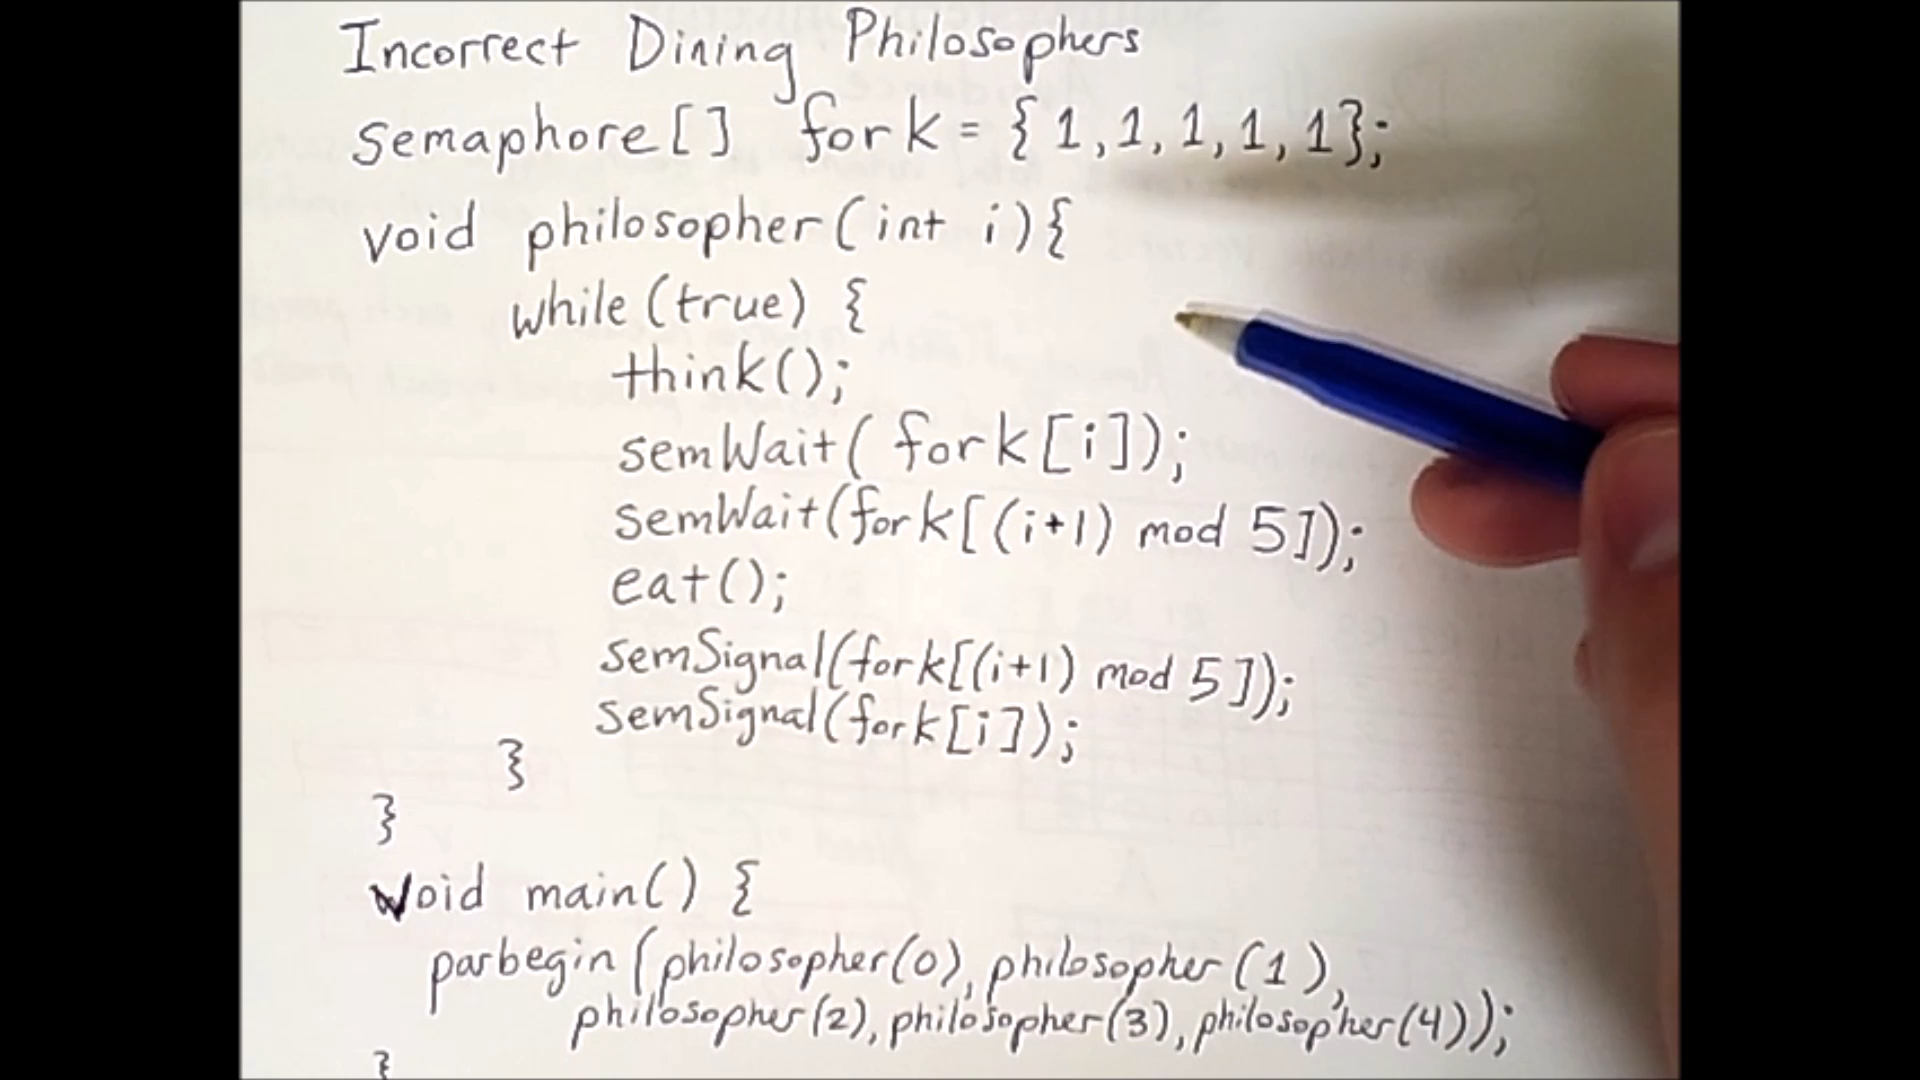 Incorrect Dining Philosophers
semaphore[] fork = {1,1,1,1,1};
void philosopher(int i){
while(true) {
think();
semWait(fork[i]);
semWait(fork[(i+1) mod 5]);
eat();
semSignal(fork[(i+1) mod 5]);
semSignal(fork[i]);
}
}
void main() {
parbegin(philosopher(0), philosopher(1),
philosopher(2), philosopher(3), philosopher(4));
}